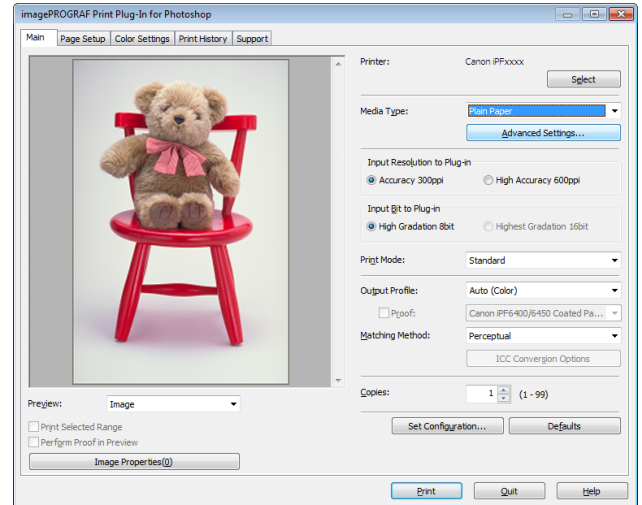 imagePROGRAF Print Plug-In for Photoshop
Main
Page Setup
Color Settings
Print History
Support
Printer:
Canon iPFxxxx
Select
Media Type:
Plain Paper
Advanced Settings...
Input Resolution to Plug-in
Accuracy 300ppi
High Accuracy 600ppi
Input Bit to Plug-in
High Gradation 8bit
Highest Gradation 16bit
Print Mode:
Standard
Output Profile:
Auto (Color)
Proof:
Canon iPF6400/6450 Coated Pa...
Matching Method:
Perceptual
ICC Conversion Options
Copies:
1
(1 - 99)
Preview:
Image
Print Selected Range
Perform Proof in Preview
Image Properties(0)
Set Configuration...
Defaults
Print
Quit
Help